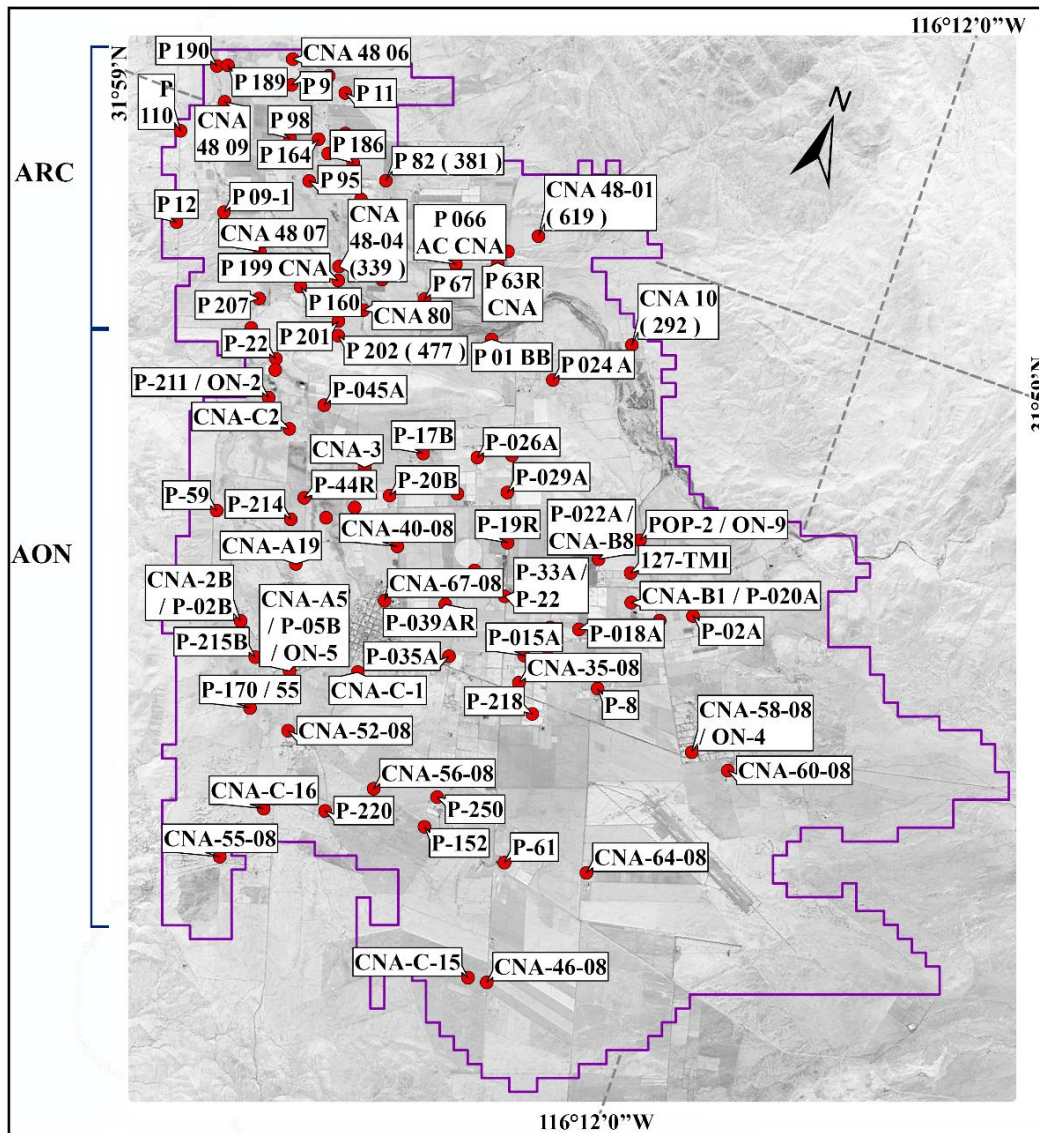 116°12'0"W
31°59'N
P 190
CNA 48 06
P 189
P 9
P 11
P
110
CNA
48 09
P 98
P 164
P 186
P 82 ( 381 )
P 95
ARC
P 12
P 09-1
CNA
48-04
(339 )
P 066
AC CNA
CNA 48-01
( 619 )
N
CNA 48 07
P 199 CNA
P 67
P 63R
CNA
P 207
P 160
CNA 80
CNA 10
( 292 )
P 201
P-22
P 202 ( 477 )
P 01 BB
P 024 A
P-211 / ON-2
P-045A
CNA-C2
31°50'N
CNA-3
P-17B
P-026A
P-44R
P-20B
P-029A
P-59
P-214
CNA-40-08
P-19R
P-022A /
CNA-B8
POP-2 / ON-9
AON
CNA-A19
127-TMI
CNA-2B
/ P-02B
CNA-A5
/ P-05B
/ ON-5
CNA-67-08
P-33A /
P-22
CNA-B1 / P-020A
P-039AR
P-015A
P-018A
P-02A
P-215B
P-035A
CNA-35-08
P-170 / 55
CNA-C-1
P-218
P-8
CNA-52-08
CNA-58-08
/ ON-4
CNA-56-08
CNA-60-08
CNA-C-16
P-220
P-250
CNA-55-08
P-152
P-61
CNA-64-08
CNA-C-15
CNA-46-08
116°12'0"W